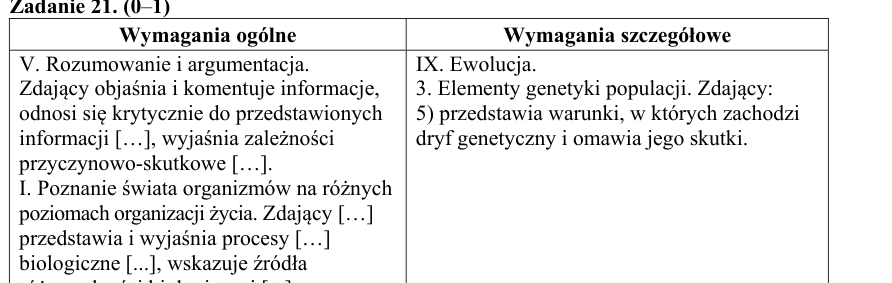 Zadanie 21. (0–1)
Wymagania ogólne
Wymagania szczegółowe
V. Rozumowanie i argumentacja.
Zdający objaśnia i komentuje informacje,
odnosi się krytycznie do przedstawionych
informacji […], wyjaśnia zależności
przyczynowo-skutkowe […].
I. Poznanie świata organizmów na różnych
poziomach organizacji życia. Zdający […]
przedstawia i wyjaśnia procesy […]
biologiczne [...], wskazuje źródła
IX. Ewolucja.
3. Elementy genetyki populacji. Zdający:
5) przedstawia warunki, w których zachodzi
dryf genetyczny i omawia jego skutki.